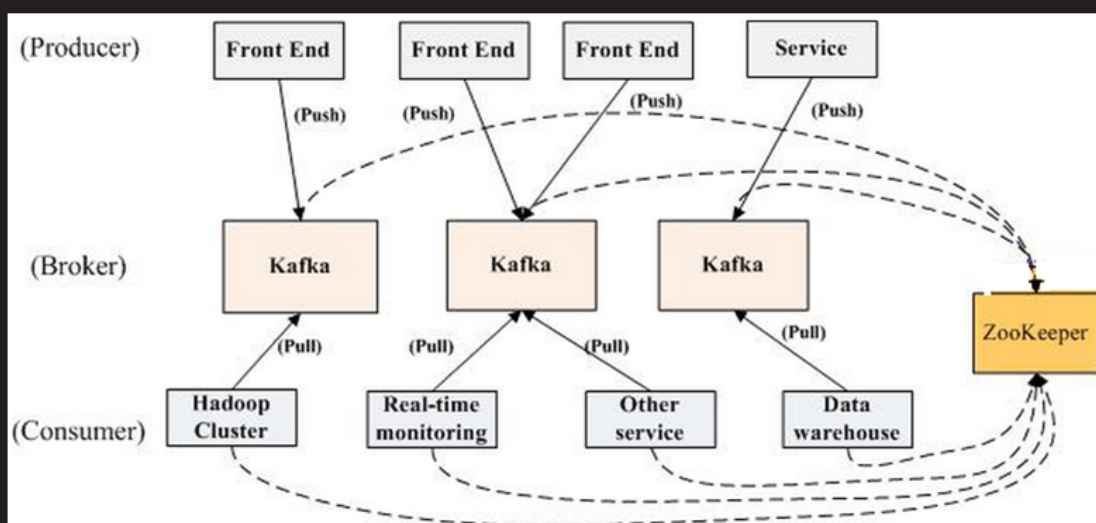 (Producer)
Front End
Front End
Front End
Service
(Push)
(Push)
(Push)
(Push)
(Broker)
Kafka
Kafka
Kafka
ZooKeeper
(Pull)
(Pull)
(Pull)
(Pull)
(Consumer)
Hadoop
Cluster
Real-time
monitoring
Other
service
Data
warehouse